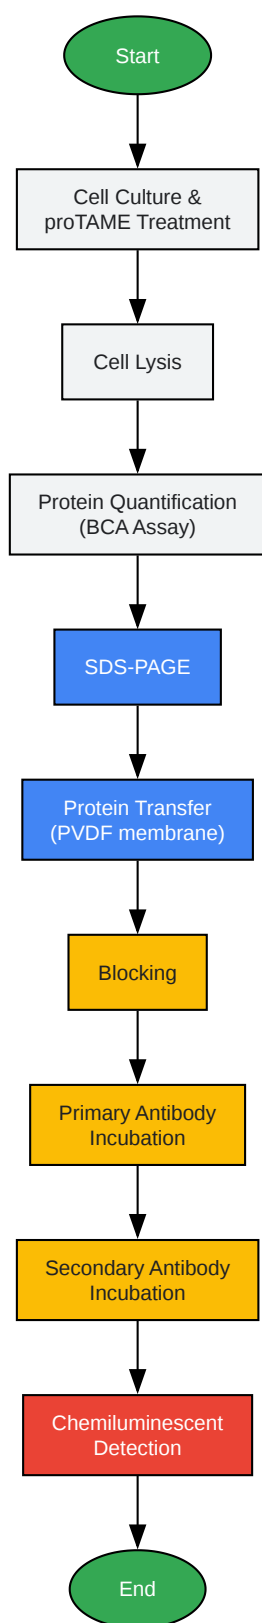 Start
Cell Culture &
proTAME Treatment
Cell Lysis
Protein Quantification
(BCA Assay)
SDS-PAGE
Protein Transfer
(PVDF membrane)
Blocking
Primary Antibody
Incubation
Secondary Antibody
Incubation
Chemiluminescent
Detection
End